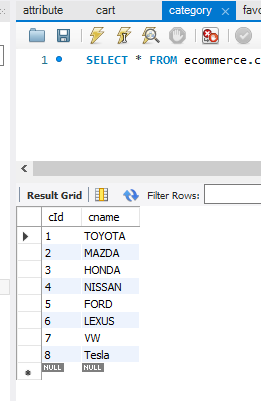 attribute cart category × favo
1 SELECT * FROM ecommerce.c
Result Grid Filter Rows:
cId cname
1 TOYOTA
2 MAZDA
3 HONDA
4 NISSAN
5 FORD
6 LEXUS
7 VW
8 Tesla
NULL NULL